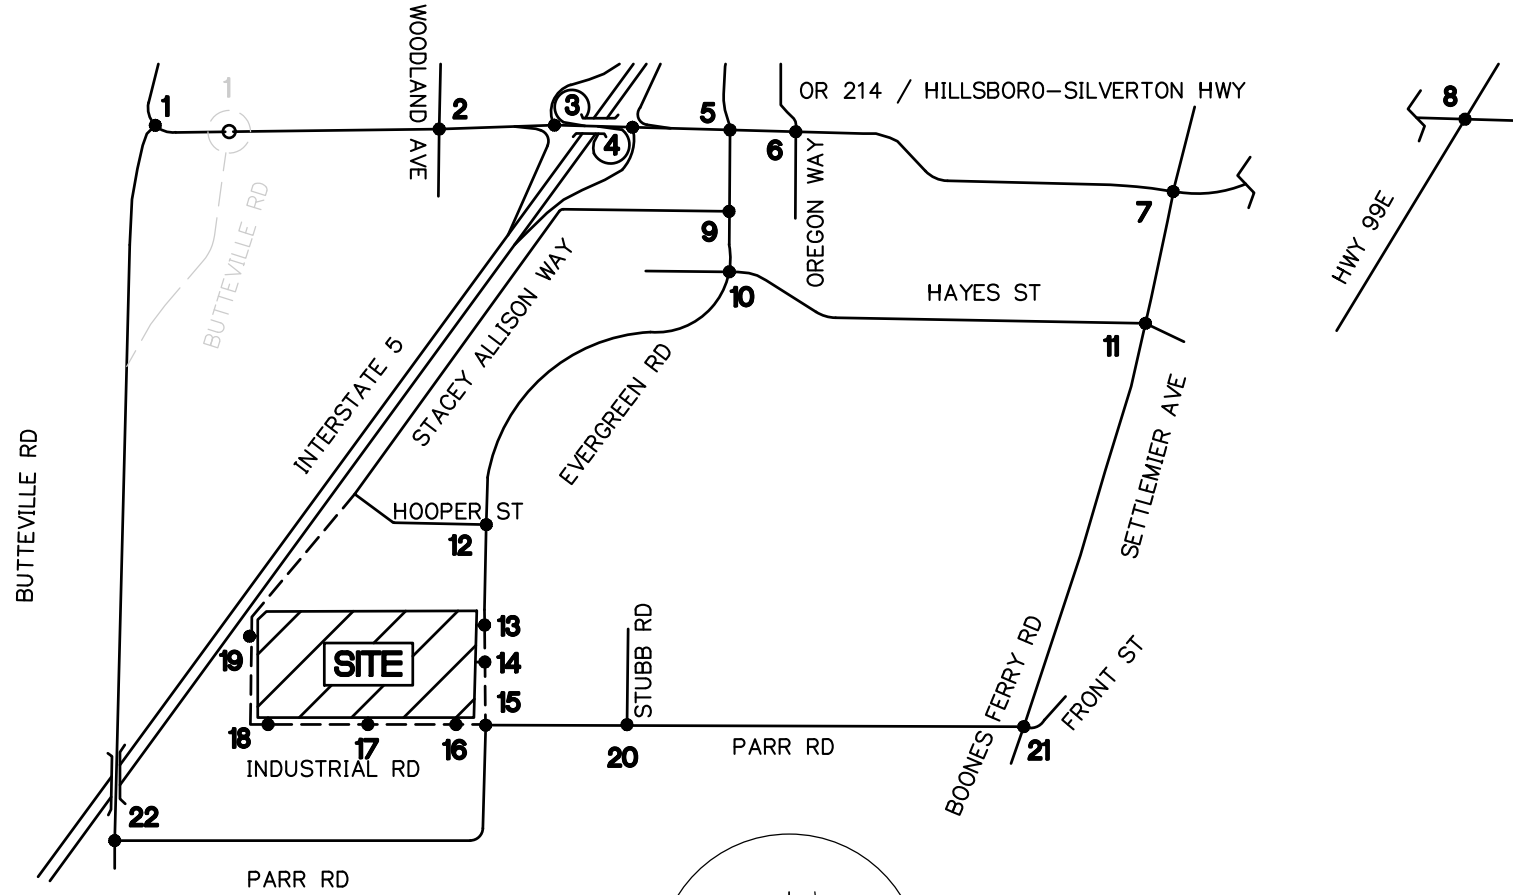 WOODLAND AVE
OR 214 / HILLSBORO-SILVERTON HWY
1
1
2
3
4
5
6
7
8
BUTTEVILLE RD
OREGON WAY
HWY 99E
9
10
HAYES ST
11
INTERSTATE 5
STACEY ALLISON WAY
EVERGREEN RD
SETTLEMIER AVE
BUTTEVILLE RD
HOOPER ST
12
13
14
15
SITE
19
STUBB RD
BOONES FERRY RD
FRONT ST
18
17
16
20
PARR RD
21
INDUSTRIAL RD
22
PARR RD